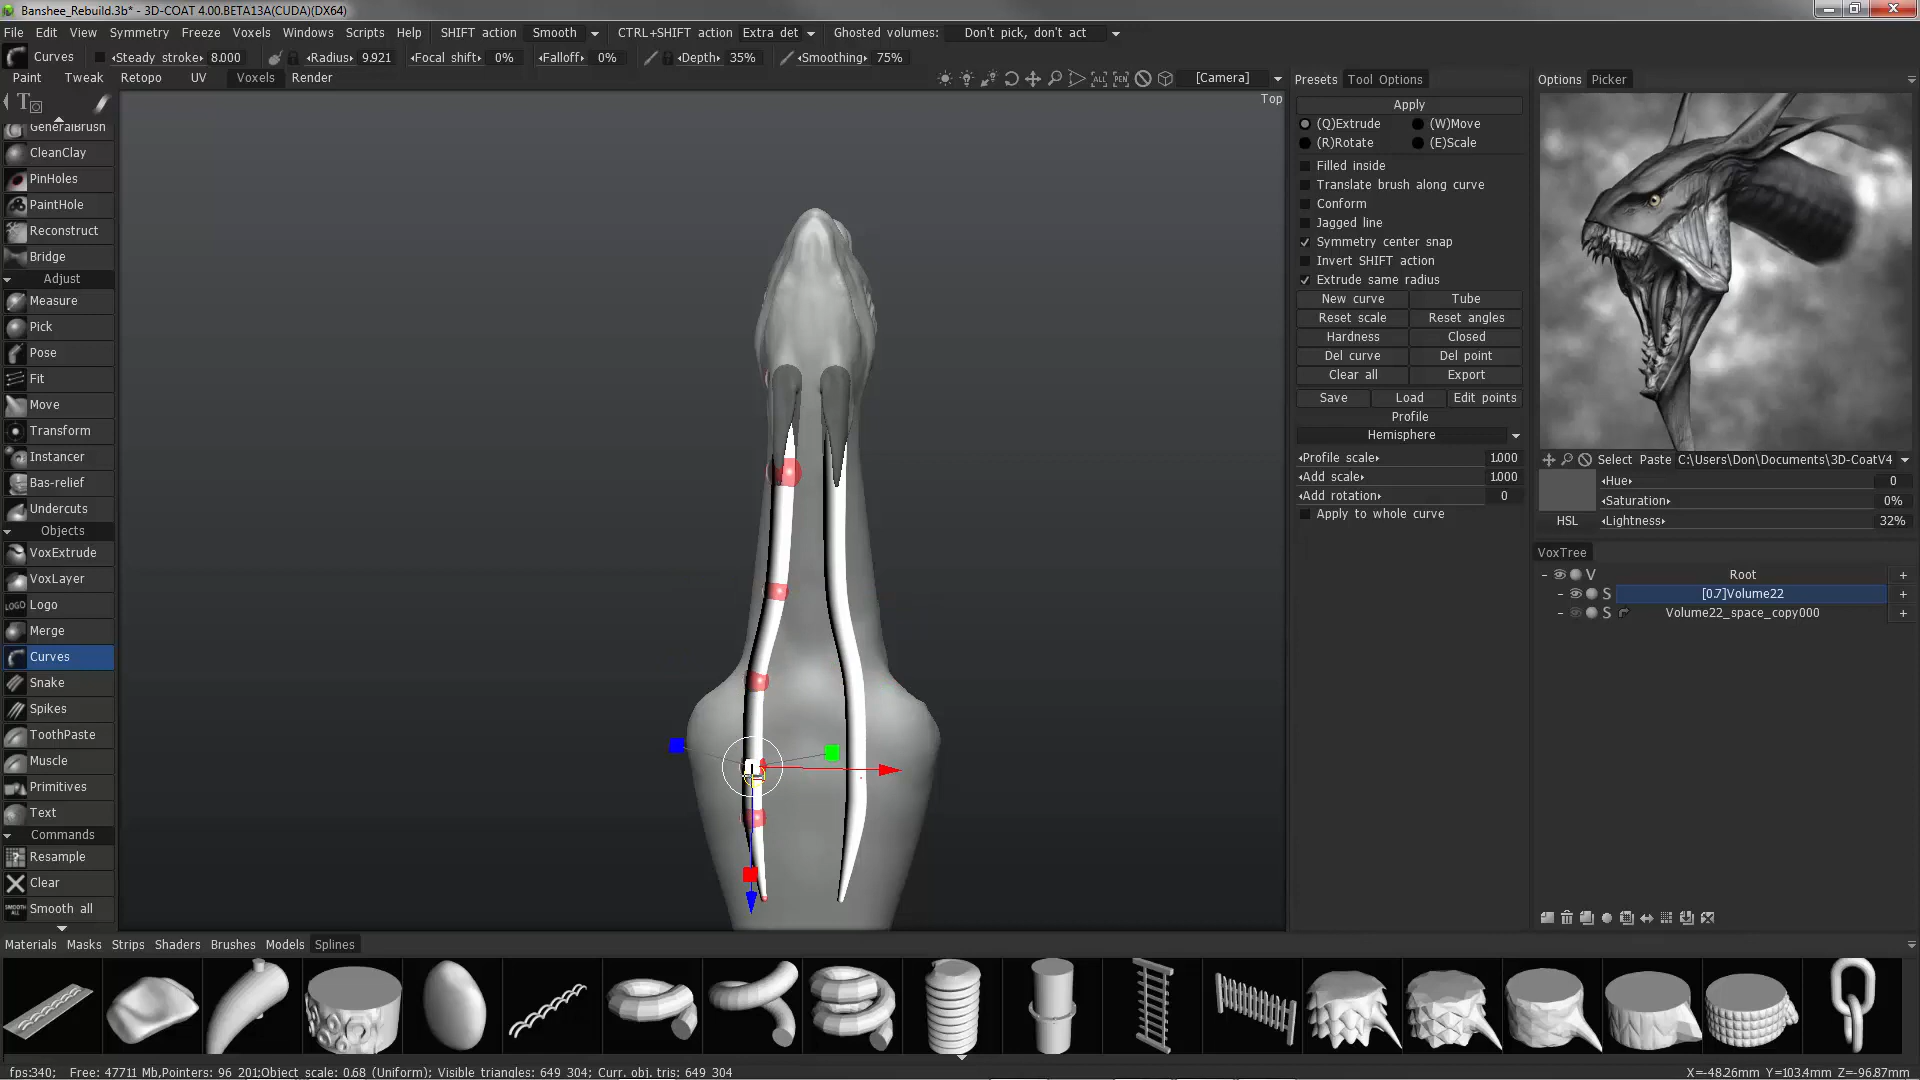 Banshee_Rebuild.3b* - 3D-COAT 4.00.BETA13A(CUDA)(DX64)
File Edit View Symmetry Freeze Voxels Windows Scripts Help SHIFT action Smooth CTRL+SHIFT action Extra det Ghosted volumes: Don't pick, don't act
Curves Steady stroke 8.000 Radius 9.921 Focal shift 0% Falloff 0% Depth 35% Smoothing 75%
Paint Tweak Retopo UV Voxels Render [Camera]
Top
GeneralBrush
CleanClay
PinHoles
PaintHole
Reconstruct
Bridge
Adjust
Measure
Pick
Pose
Fit
Move
Transform
Instancer
Bas-relief
Undercuts
Objects
VoxExtrude
VoxLayer
LOGO Logo
Merge
Curves
Snake
Spikes
ToothPaste
Muscle
Primitives
Text
Commands
Resample
Clear
SMOOTH ALL Smooth all
Presets Tool Options
Apply
(Q)Extrude (W)Move
(R)Rotate (E)Scale
Filled inside
Translate brush along curve
Conform
Jagged line
Symmetry center snap
Invert SHIFT action
Extrude same radius
New curve Tube
Reset scale Reset angles
Hardness Closed
Del curve Del point
Clear all Export
Save Load Edit points
Profile
Hemisphere
Profile scale 1.000
Add scale 1.000
Add rotation 0
Apply to whole curve
Options Picker
Select Paste C:\Users\Don\Documents\3D-CoatV4
Hue 0
Saturation 0%
HSL Lightness 32%
VoxTree
V Root +
S [0.7]Volume22 +
S Volume22_space_copy000 +
Materials Masks Strips Shaders Brushes Models Splines
fps:340; Free: 47711 Mb,Pointers: 96 201;Object scale: 0.68 (Uniform); Visible triangles: 649 304; Curr. obj. tris: 649 304 X=-48.26mm Y=103.4mm Z=-96.87mm